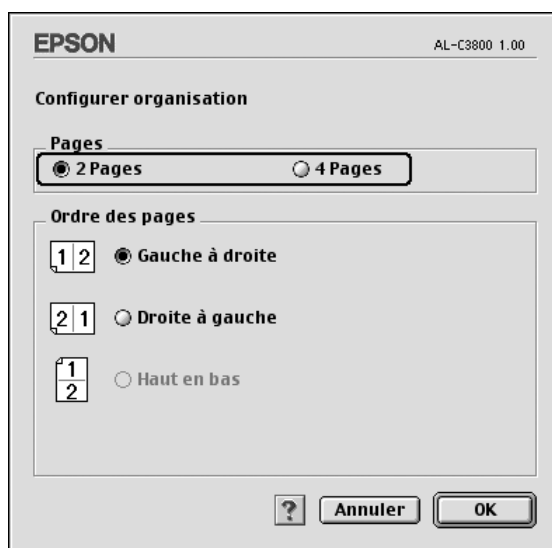 EPSON AL-C3800 1.00
Configurer organisation
Pages
2 Pages 4 Pages
Ordre des pages
1 2 Gauche à droite
2 1 Droite à gauche
1
2
Haut en bas
? Annuler OK